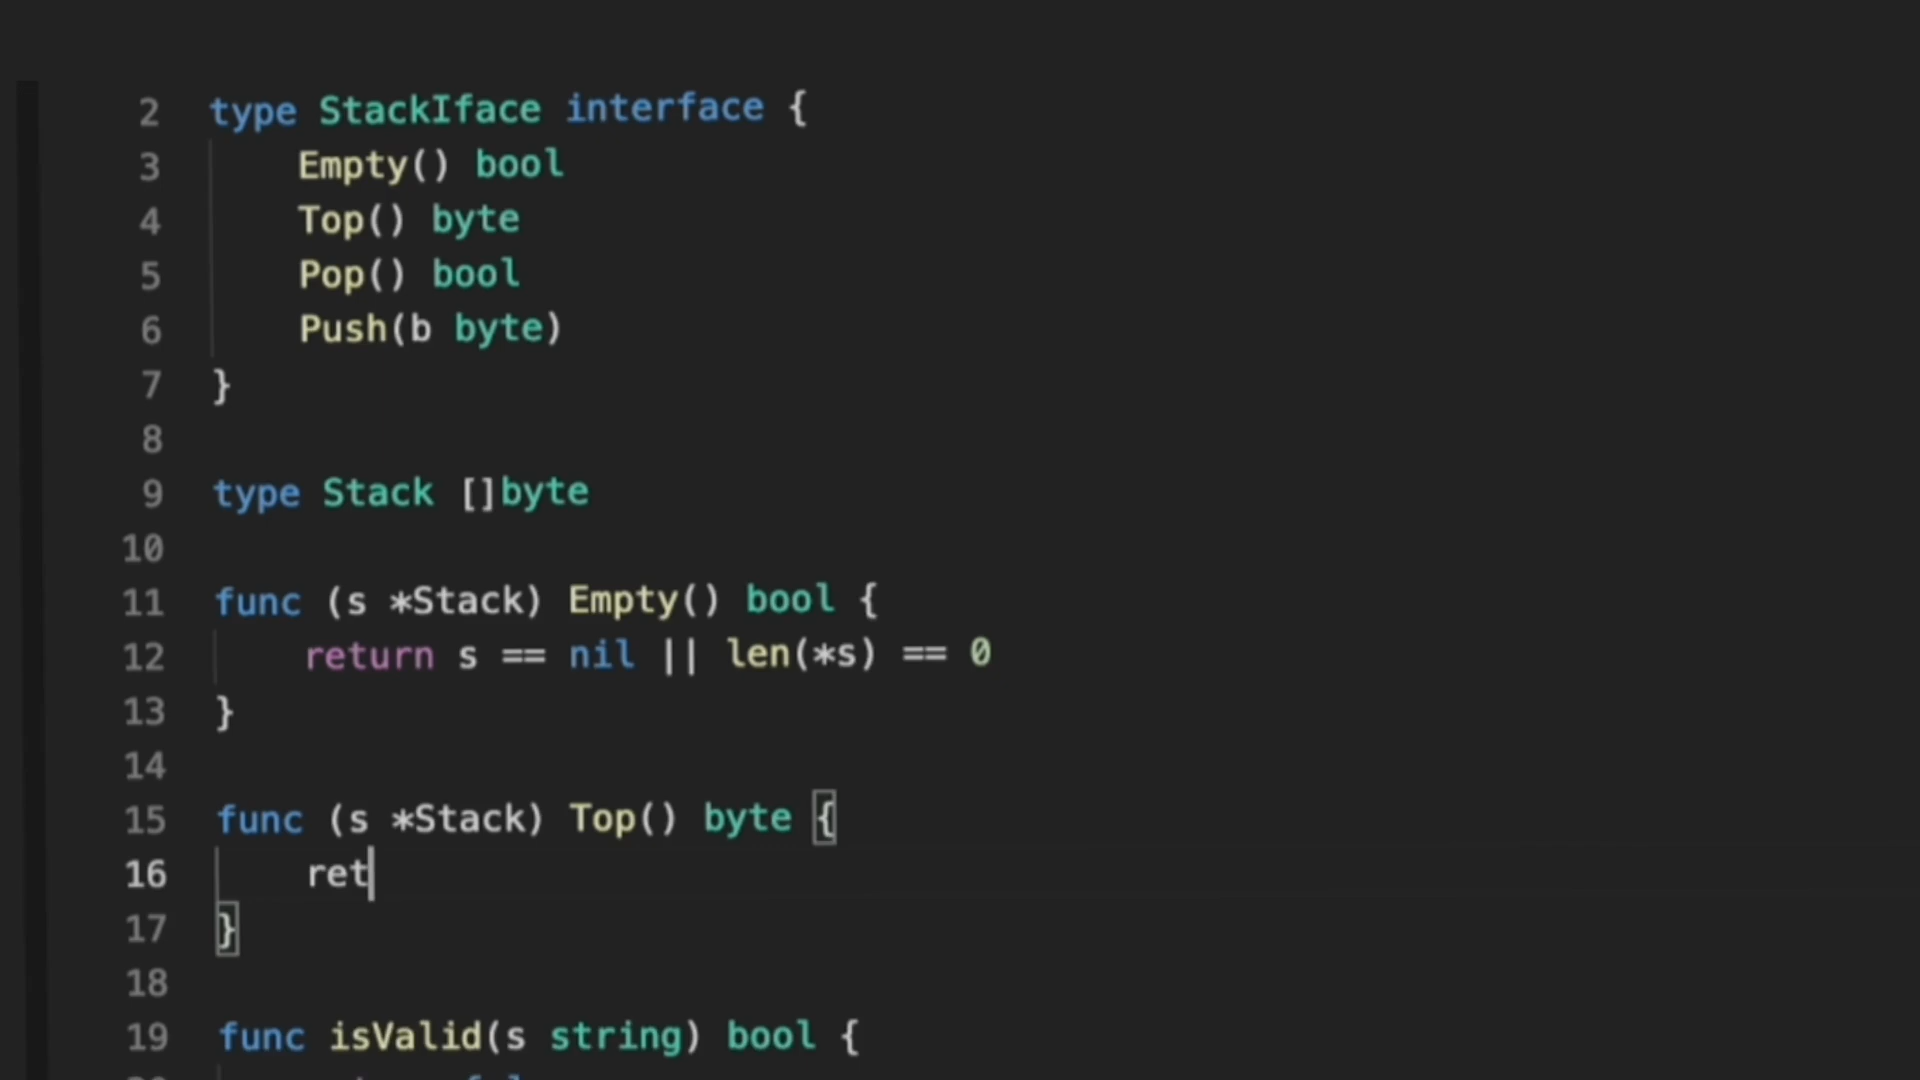 2 type StackIface interface {
3 Empty() bool
4 Top() byte
5 Pop() bool
6 Push(b byte)
7 }
8
9 type Stack []byte
10
11 func (s *Stack) Empty() bool {
12 return s == nil || len(*s) == 0
13 }
14
15 func (s *Stack) Top() byte {
16 ret
17 }
18
19 func isValid(s string) bool {